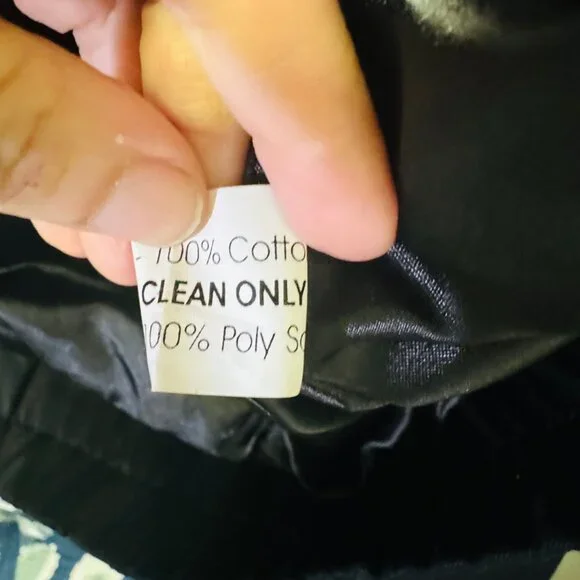 - 100% Cotto
CLEAN ONLY
100% Poly S